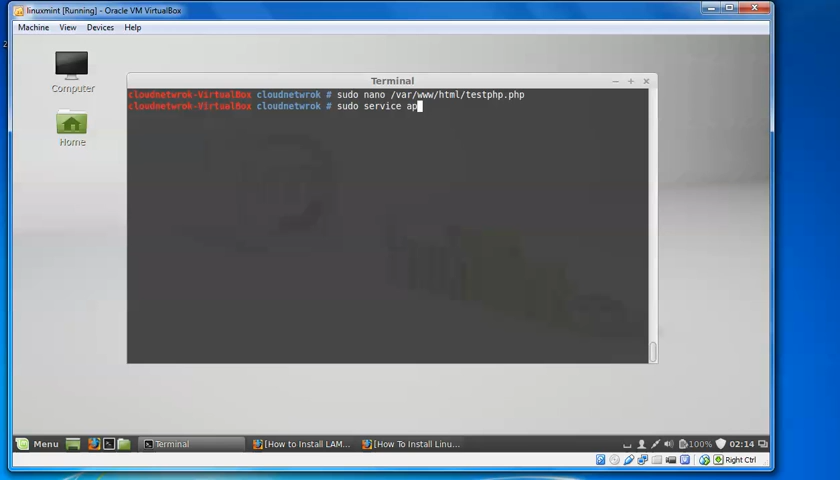 linuxmint [Running] - Oracle VM VirtualBox
Machine View Devices Help
2
Computer
Home
Terminal
cloudnetwrok-VirtualBox cloudnetwrok # sudo nano /var/www/html/testphp.php
cloudnetwrok-VirtualBox cloudnetwrok # sudo service ap
Menu
Terminal
[How to Install LAM...
[How To Install Linu...
100%
02:14
Right Ctrl